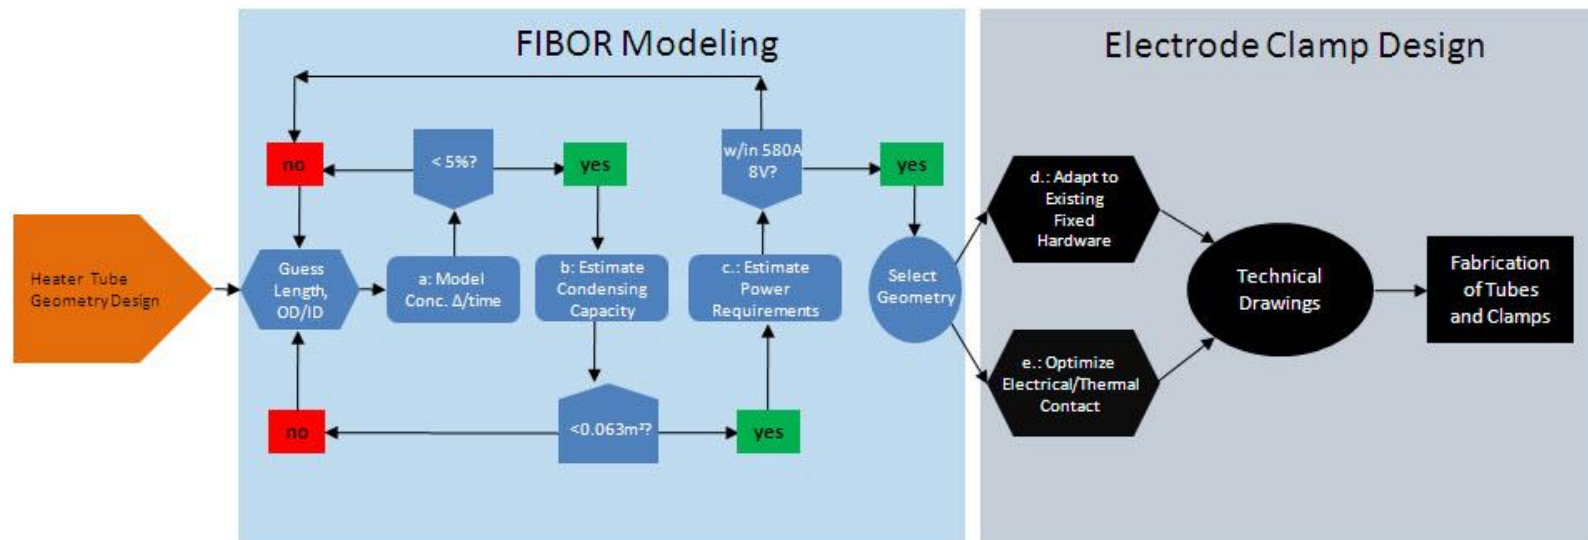 FIBOR Modeling
Electrode Clamp Design
no
< 5%?
yes
w/in 580A
8V?
yes
Heater Tube
Geometry Design
Guess
Length,
OD/ID
a: Model
Conc. Δ/time
b: Estimate
Condensing
Capacity
c.: Estimate
Power
Requirements
Select
Geometry
d.: Adapt to
Existing
Fixed
Hardware
e.: Optimize
Electrical/Thermal
Contact
Technical
Drawings
Fabrication
of Tubes
and Clamps
no
<0.063m²?
yes